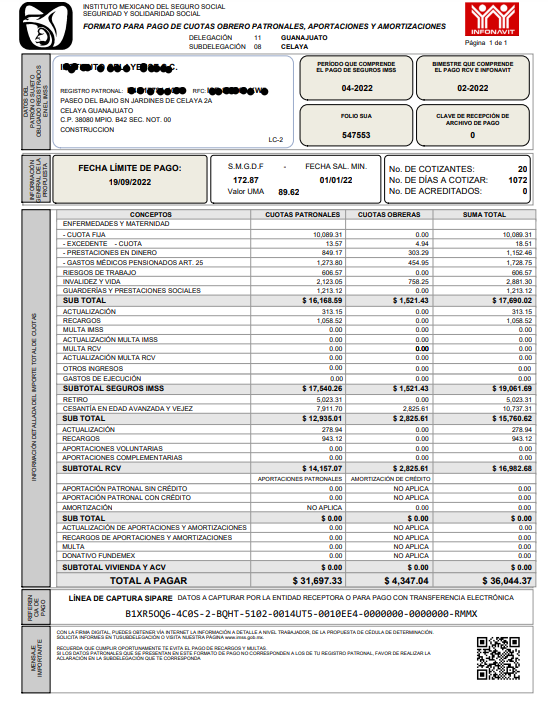 INSTITUTO MEXICANO DEL SEGURO SOCIAL
SEGURIDAD Y SOLIDARIDAD SOCIAL
FORMATO PARA PAGO DE CUOTAS OBRERO PATRONALES, APORTACIONES Y AMORTIZACIONES
DELEGACIÓN 11 GUANAJUATO
SUBDELEGACIÓN 08 CELAYA
IMSS
INFONAVIT
Página 1 de 1
DATOS DEL PATRÓN O SUJETO OBLIGADO REGISTRADOS EN EL IMSS
REGISTRO PATRONAL: RFC:
PASEO DEL BAJIO SN JARDINES DE CELAYA 2A
CELAYA GUANAJUATO
C.P. 38080 MPIO. B42 SEC. NOT. 00
CONSTRUCCION
LC-2
PERÍODO QUE COMPRENDE EL PAGO DE SEGUROS IMSS
04-2022
BIMESTRE QUE COMPRENDE EL PAGO RCV E INFONAVIT
02-2022
FOLIO SUA
547553
CLAVE DE RECEPCIÓN DE ARCHIVO DE PAGO
0
INFORMACIÓN GENERAL DE LA PROPUESTA
FECHA LÍMITE DE PAGO:
19/09/2022
S.M.G.D.F - FECHA SAL. MIN.
172.87 01/01/22
Valor UMA 89.62
No. DE COTIZANTES: 20
No. DE DÍAS A COTIZAR: 1072
No. DE ACREDITADOS: 0
INFORMACIÓN DETALLADA DEL IMPORTE TOTAL DE CUOTAS
CONCEPTOS CUOTAS PATRONALES CUOTAS OBRERAS SUMA TOTAL
ENFERMEDADES Y MATERNIDAD
- CUOTA FIJA 10,089.31 0.00 10,089.31
- EXCEDENTE - CUOTA 13.57 4.94 18.51
- PRESTACIONES EN DINERO 849.17 303.29 1,152.46
- GASTOS MÉDICOS PENSIONADOS ART. 25 1,273.80 454.95 1,728.75
RIESGOS DE TRABAJO 606.57 0.00 606.57
INVALIDEZ Y VIDA 2,123.05 758.25 2,881.30
GUARDERÍAS Y PRESTACIONES SOCIALES 1,213.12 0.00 1,213.12
SUB TOTAL $ 16,168.59 $ 1,521.43 $ 17,690.02
ACTUALIZACIÓN 313.15 0.00 313.15
RECARGOS 1,058.52 0.00 1,058.52
MULTA IMSS 0.00 0.00 0.00
ACTUALIZACIÓN MULTA IMSS 0.00 0.00 0.00
MULTA RCV 0.00 0.00 0.00
ACTUALIZACIÓN MULTA RCV 0.00 0.00 0.00
OTROS INGRESOS 0.00 0.00 0.00
GASTOS DE EJECUCIÓN 0.00 0.00 0.00
SUBTOTAL SEGUROS IMSS $ 17,540.26 $ 1,521.43 $ 19,061.69
RETIRO 5,023.31 0.00 5,023.31
CESANTÍA EN EDAD AVANZADA Y VEJEZ 7,911.70 2,825.61 10,737.31
SUB TOTAL $ 12,935.01 $ 2,825.61 $ 15,760.62
ACTUALIZACIÓN 278.94 0.00 278.94
RECARGOS 943.12 0.00 943.12
APORTACIONES VOLUNTARIAS 0.00 0.00 0.00
APORTACIONES COMPLEMENTARIAS 0.00 0.00 0.00
SUBTOTAL RCV $ 14,157.07 $ 2,825.61 $ 16,982.68
APORTACIONES PATRONALES AMORTIZACIÓN DE CRÉDITO
APORTACIÓN PATRONAL SIN CRÉDITO 0.00 NO APLICA 0.00
APORTACIÓN PATRONAL CON CRÉDITO 0.00 NO APLICA 0.00
AMORTIZACIÓN NO APLICA 0.00 0.00
SUB TOTAL $ 0.00 $ 0.00 $ 0.00
ACTUALIZACIÓN DE APORTACIONES Y AMORTIZACIONES 0.00 NO APLICA 0.00
RECARGOS DE APORTACIONES Y AMORTIZACIONES 0.00 NO APLICA 0.00
MULTA 0.00 NO APLICA 0.00
DONATIVO FUNDEMEX 0.00 NO APLICA 0.00
SUBTOTAL VIVIENDA Y ACV $ 0.00 $ 0.00 $ 0.00
TOTAL A PAGAR $ 31,697.33 $ 4,347.04 $ 36,044.37
REFERENCIA DE PAGO
LÍNEA DE CAPTURA SIPARE DATOS A CAPTURAR POR LA ENTIDAD RECEPTORA O PARA PAGO CON TRANSFERENCIA ELECTRÓNICA
B1XR5OQ6-4C0S-2-BQHT-5102-0014UT5-0010EE4-0000000-0000000-RMMX
MENSAJE IMPORTANTE
CON LA FIRMA DIGITAL, PUEDES OBTENER VÍA INTERNET LA INFORMACIÓN A DETALLE A NIVEL TRABAJADOR, DE LA PROPUESTA DE CÉDULA DE DETERMINACIÓN.
SOLICITA INFORMES EN TU SUBDELEGACIÓN O VISITA NUESTRA PÁGINA www.imss.gob.mx.
RECUERDA QUE CUMPLIR OPORTUNAMENTE TE EVITA EL PAGO DE RECARGOS Y MULTAS.
SI LOS DATOS PATRONALES QUE SE PRESENTAN EN ESTE FORMATO DE PAGO NO CORRESPONDEN A LOS DE TU REGISTRO PATRONAL, FAVOR DE REALIZAR LA
ACLARACIÓN EN LA SUBDELEGACIÓN QUE TE CORRESPONDA